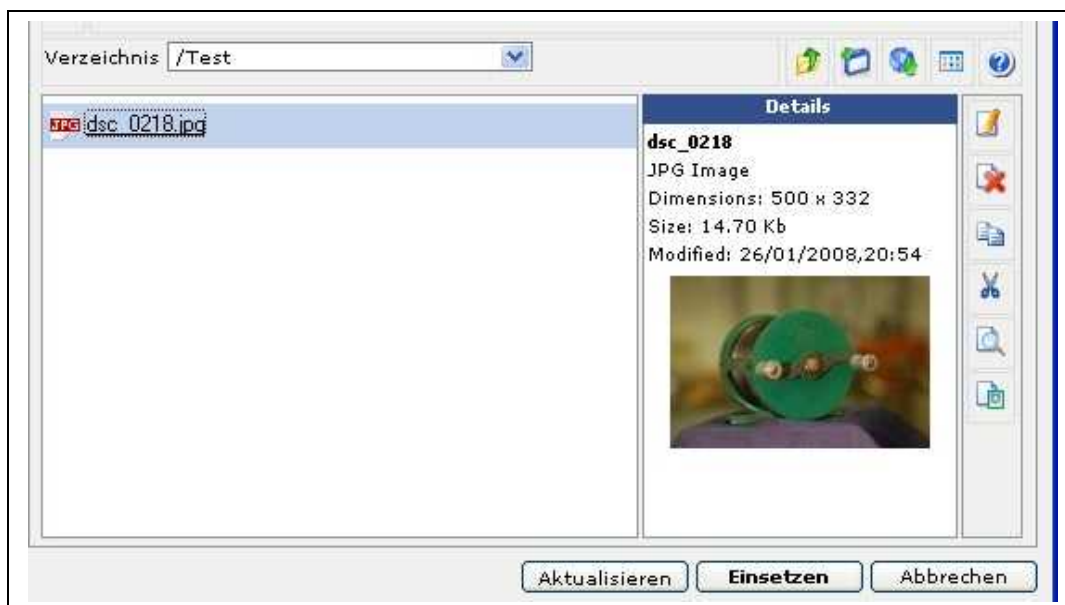 Verzeichnis /Test
JPG dsc_0218.jpg
Details
dsc_0218
JPG Image
Dimensions: 500 x 332
Size: 14.70 Kb
Modified: 26/01/2008,20:54
Aktualisieren Einsetzen Abbrechen